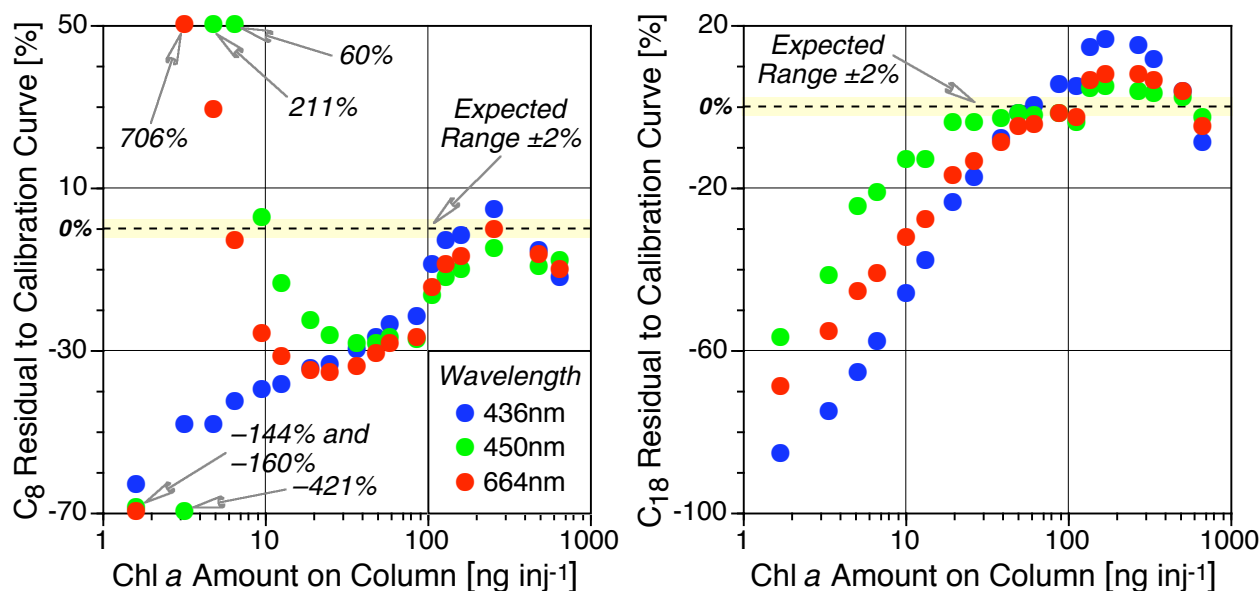 C8 Residual to Calibration Curve [%]
50
10
0%
-30
-70
706%
211%
60%
Expected
Range ±2%
–144% and
–160%
–421%
Wavelength
436nm
450nm
664nm
1
10
100
1000
Chl a Amount on Column [ng inj-1]
C18 Residual to Calibration Curve [%]
20
0%
-20
-60
-100
Expected
Range ±2%
1
10
100
1000
Chl a Amount on Column [ng inj-1]